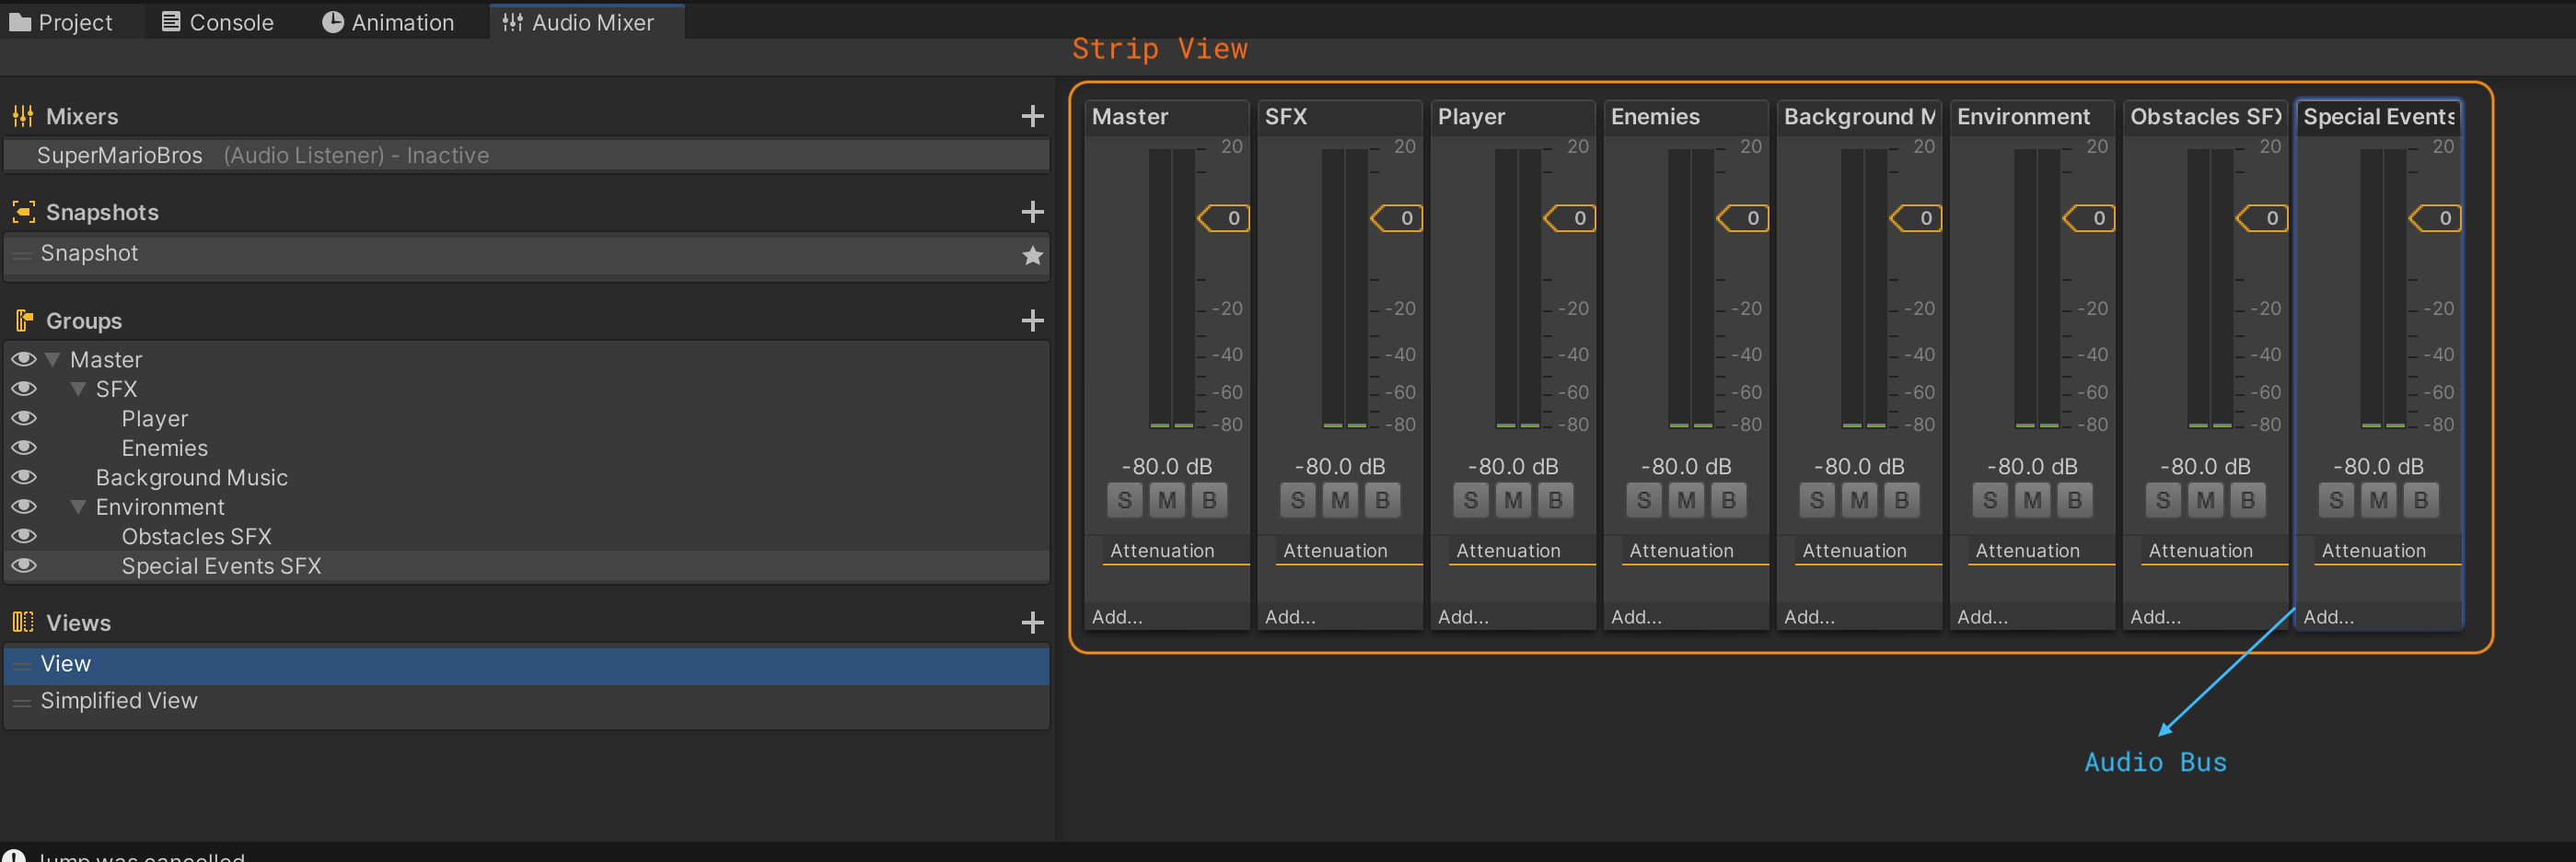 Project Console Animation Audio Mixer
Strip View
Mixers
SuperMarioBros (Audio Listener) - Inactive
Snapshots
Snapshot
Groups
Master
SFX
Player
Enemies
Background Music
Environment
Obstacles SFX
Special Events SFX
Views
View
Simplified View
Master SFX Player Enemies Background M Environment Obstacles SFX Special Events
20 20 20 20 20 20 20 20
0 0 0 0 0 0 0 0
-20 -20 -20 -20 -20 -20 -20 -20
-40 -40 -40 -40 -40 -40 -40 -40
-60 -60 -60 -60 -60 -60 -60 -60
-80 -80 -80 -80 -80 -80 -80 -80
-80.0 dB -80.0 dB -80.0 dB -80.0 dB -80.0 dB -80.0 dB -80.0 dB -80.0 dB
S M B S M B S M B S M B S M B S M B S M B S M B
Attenuation Attenuation Attenuation Attenuation Attenuation Attenuation Attenuation Attenuation
Add... Add... Add... Add... Add... Add... Add... Add...
Audio Bus
Jump was cancelled